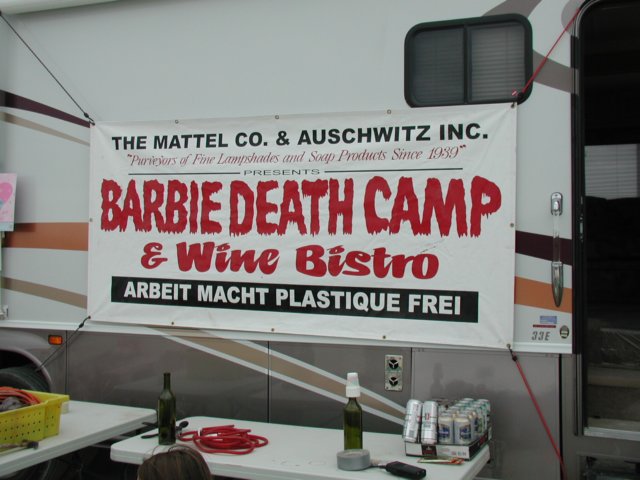 THE MATTEL CO. & AUSCHWITZ INC.
"Purveyors of Fine Lampshades and Soap Products Since 1939"
PRESENTS
BARBIE DEATH CAMP
& Wine Bistro
ARBEIT MACHT PLASTIQUE FREI
33E